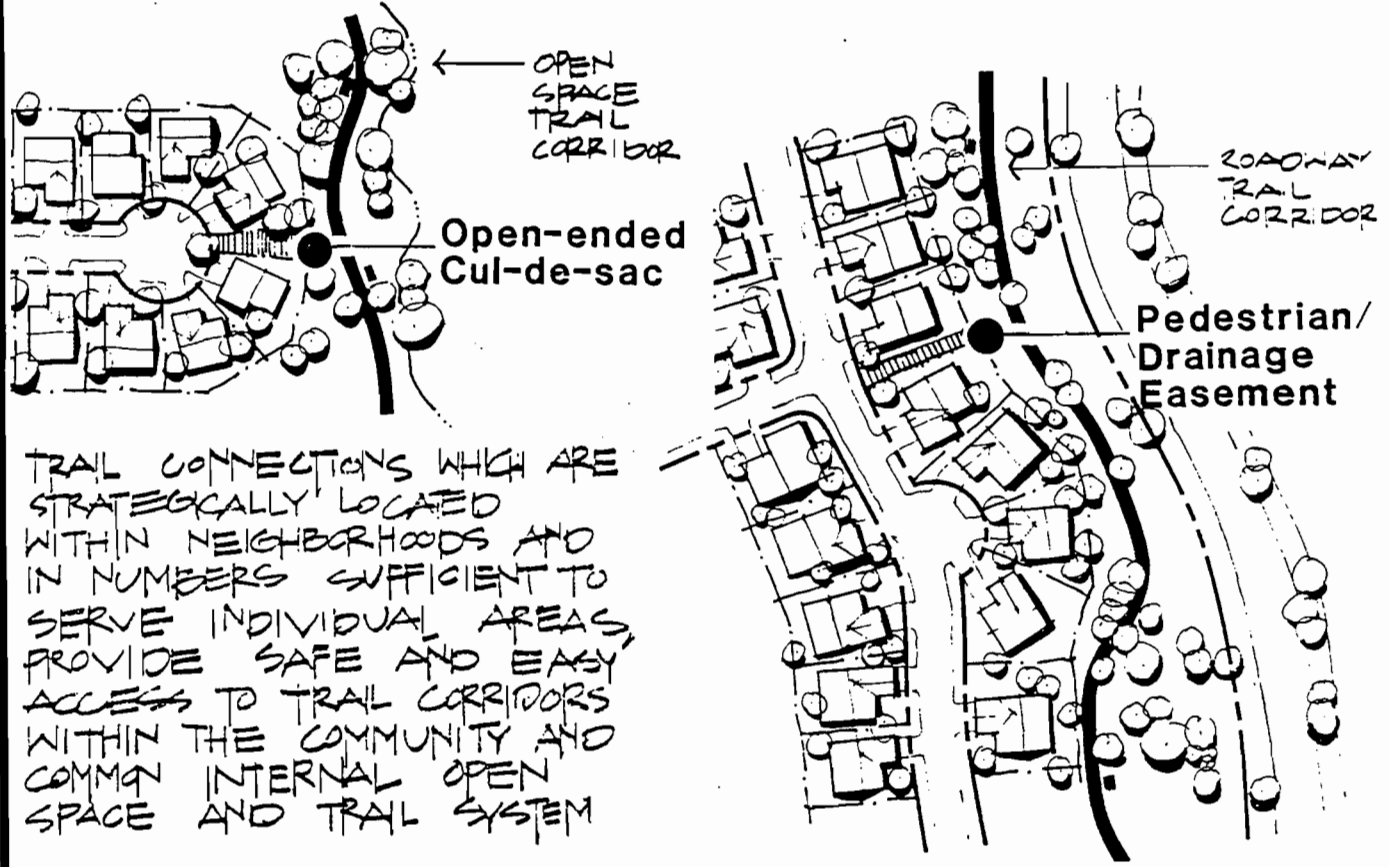 OPEN
SPACE
TRAIL
CORRIDOR
Open-ended
Cul-de-sac
ROADWAY
TRAIL
CORRIDOR
Pedestrian/
Drainage
Easement
TRAIL CONNECTIONS WHICH ARE
STRATEGICALLY LOCATED
WITHIN NEIGHBORHOODS AND
IN NUMBERS SUFFICIENT TO
SERVE INDIVIDUAL AREAS,
PROVIDE SAFE AND EASY
ACCESS TO TRAIL CORRIDORS
WITHIN THE COMMUNITY AND
COMMON INTERNAL OPEN
SPACE AND TRAIL SYSTEM